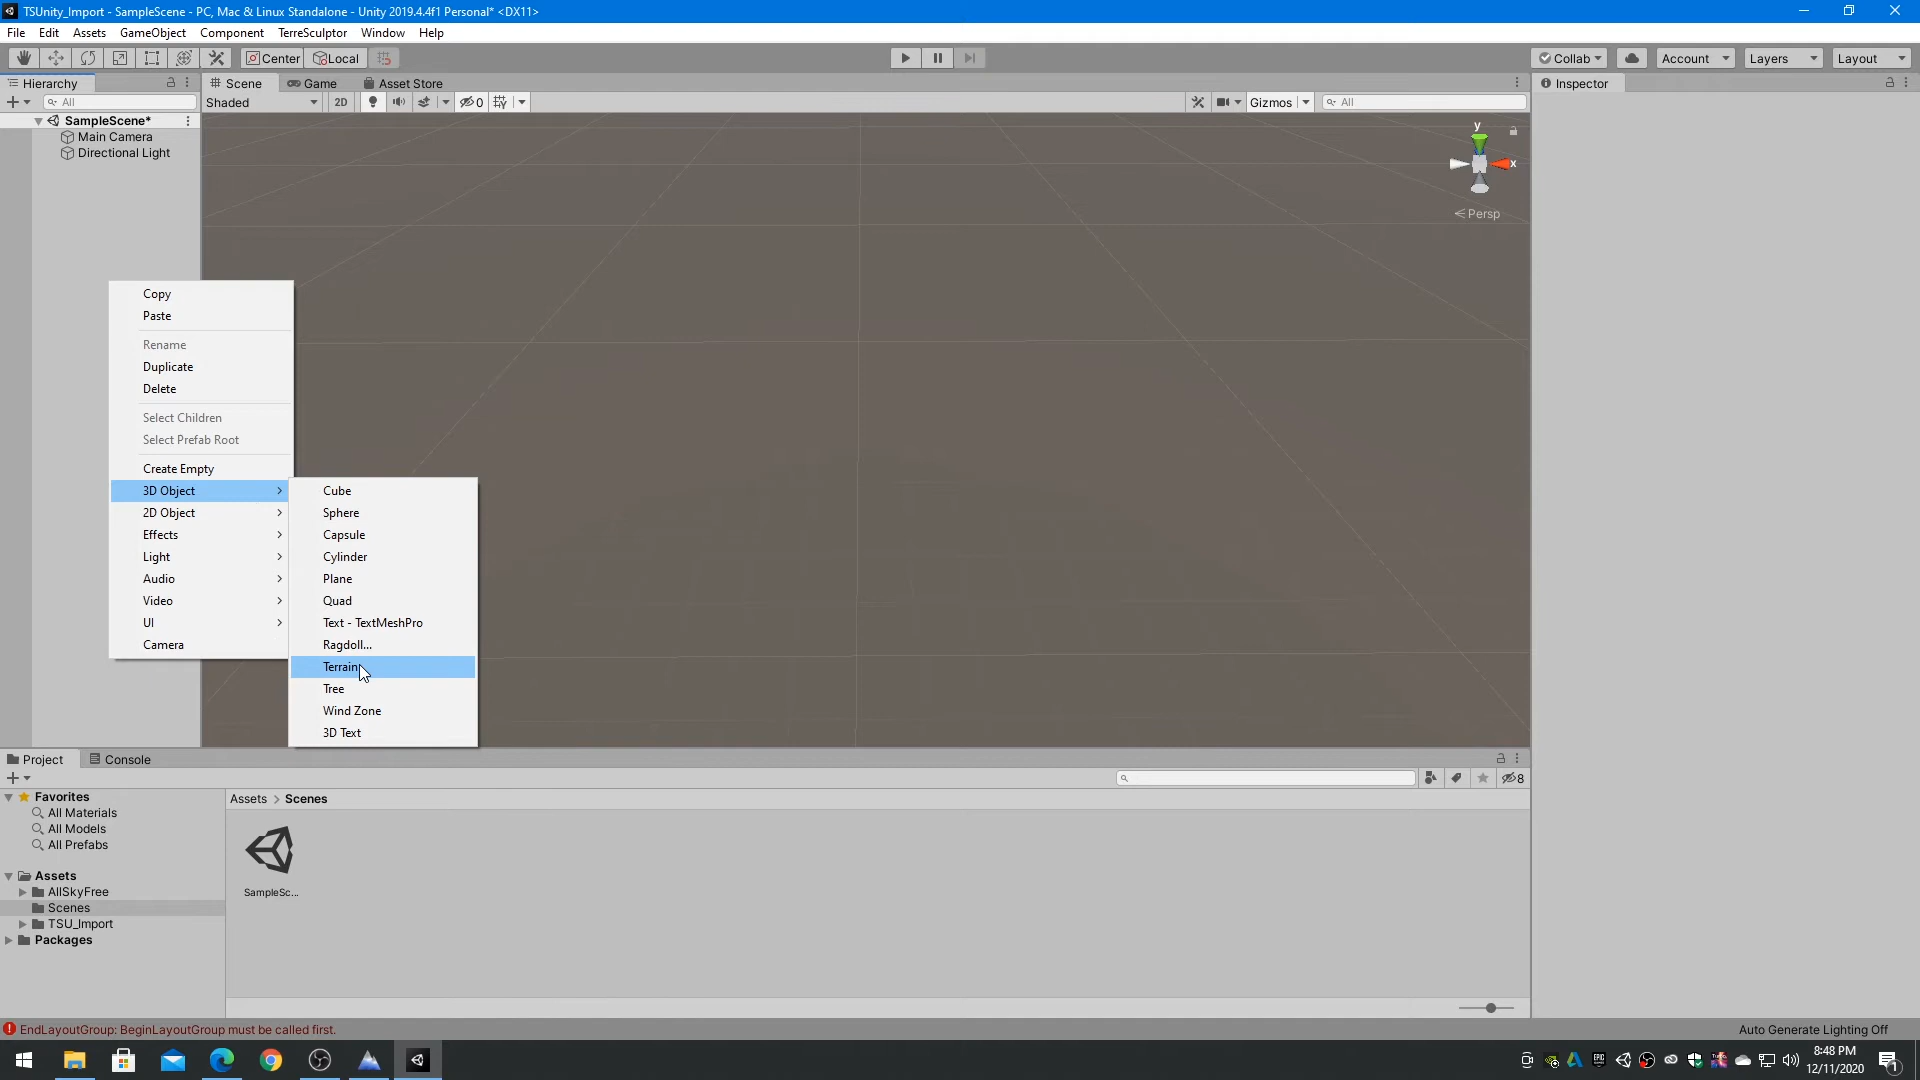 TSUnity_Import - SampleScene - PC, Mac & Linux Standalone - Unity 2019.4.4f1 Personal* <DX11>
File Edit Assets GameObject Component TerreSculptor Window Help
Center Local Collab Account Layers Layout
Hierarchy Scene Game Asset Store Inspector
All Shaded 2D 0 Gizmos All
SampleScene*
Main Camera
Directional Light
y
x
Persp
Copy
Paste
Rename
Duplicate
Delete
Select Children
Select Prefab Root
Create Empty
3D Object
2D Object
Effects
Light
Audio
Video
UI
Camera
Cube
Sphere
Capsule
Cylinder
Plane
Quad
Text - TextMeshPro
Ragdoll...
Terrain
Tree
Wind Zone
3D Text
Project Console
8
Favorites
All Materials
All Models
All Prefabs
Assets
AllSkyFree
Scenes
TSU_Import
Packages
Assets > Scenes
SampleSc...
EndLayoutGroup: BeginLayoutGroup must be called first.
Auto Generate Lighting Off
8:48 PM
12/11/2020
1